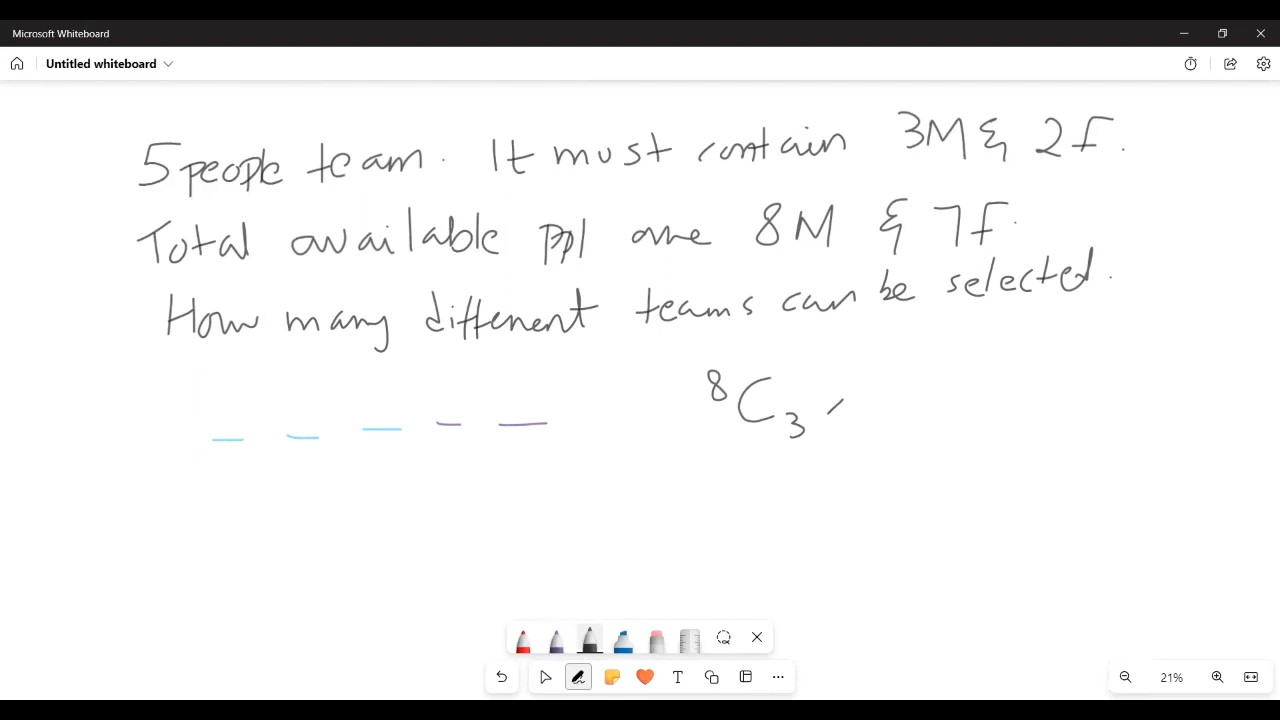 Microsoft Whiteboard
Untitled whiteboard
5 people team. It must contain 3M & 2F.
Total available ppl are 8M & 7F.
How many different teams can be selected.
⁸C₃
21%